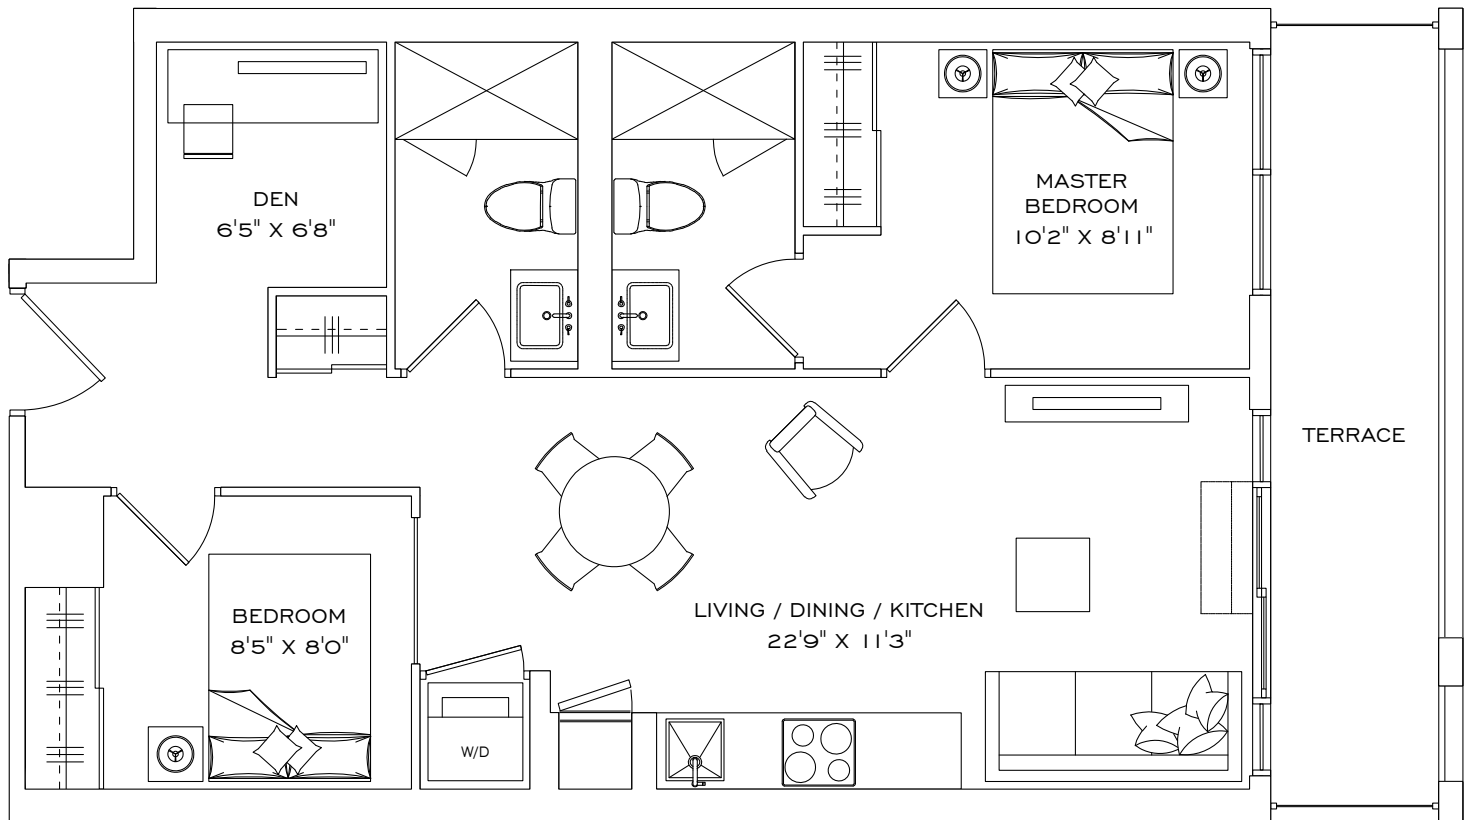 DEN
6'5" X 6'8"
MASTER
BEDROOM
10'2" X 8'11"
TERRACE
BEDROOM
8'5" X 8'0"
LIVING / DINING / KITCHEN
22'9" X 11'3"
W/D